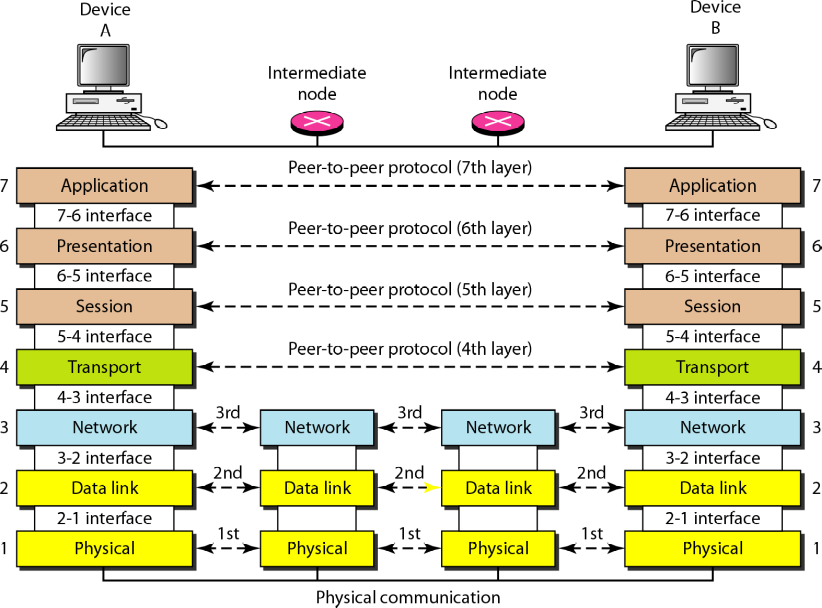 Device
A
Device
B
Intermediate
node
Intermediate
node
Peer-to-peer protocol (7th layer)
7 Application Application 7
7-6 interface 7-6 interface
Peer-to-peer protocol (6th layer)
6 Presentation Presentation 6
6-5 interface 6-5 interface
Peer-to-peer protocol (5th layer)
5 Session Session 5
5-4 interface 5-4 interface
Peer-to-peer protocol (4th layer)
4 Transport Transport 4
4-3 interface 4-3 interface
3rd 3rd 3rd
3 Network Network Network Network 3
3-2 interface 3-2 interface
2nd 2nd 2nd
2 Data link Data link Data link Data link 2
2-1 interface 2-1 interface
1st 1st 1st
1 Physical Physical Physical Physical 1
Physical communication